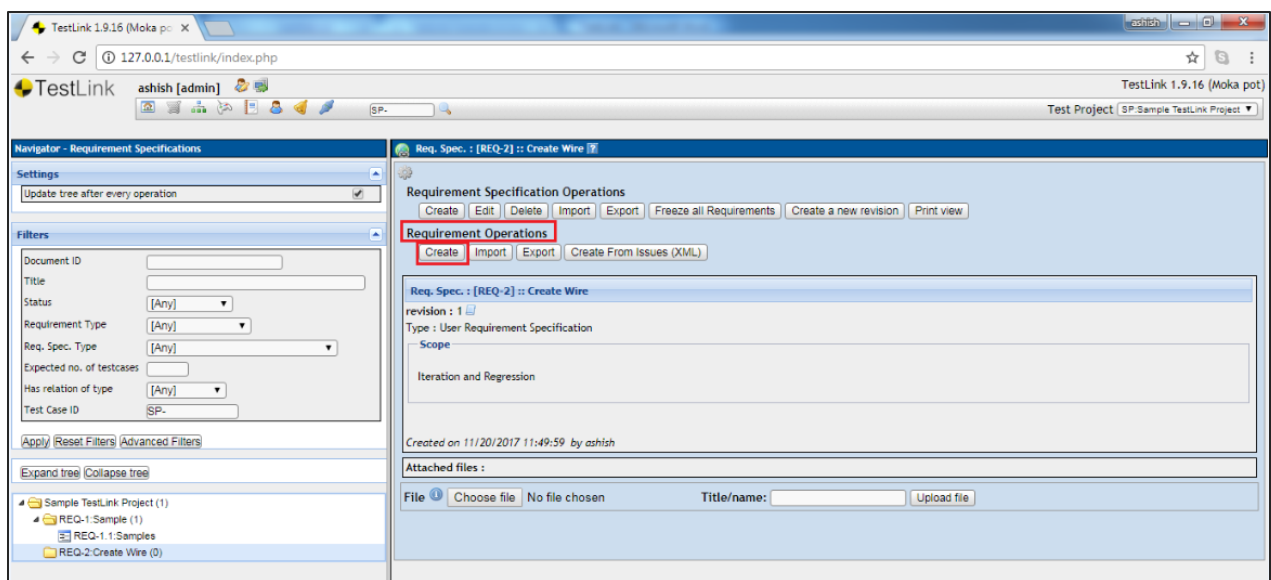 TestLink 1.9.16 (Moka po
ashish
127.0.0.1/testlink/index.php
TestLink
ashish [admin]
TestLink 1.9.16 (Moka pot)
SP-
Test Project SP:Sample TestLink Project
Navigator - Requirement Specifications
Settings
Update tree after every operation
Filters
Document ID
Title
Status [Any]
Requirement Type [Any]
Req. Spec. Type [Any]
Expected no. of testcases
Has relation of type [Any]
Test Case ID SP-
Apply Reset Filters Advanced Filters
Expand tree Collapse tree
Sample TestLink Project (1)
REQ-1:Sample (1)
REQ-1.1:Samples
REQ-2:Create Wire (0)
Req. Spec. : [REQ-2] :: Create Wire ?
Requirement Specification Operations
Create Edit Delete Import Export Freeze all Requirements Create a new revision Print view
Requirement Operations
Create Import Export Create From Issues (XML)
Req. Spec. : [REQ-2] :: Create Wire
revision : 1
Type : User Requirement Specification
Scope
Iteration and Regression
Created on 11/20/2017 11:49:59 by ashish
Attached files :
File Choose file No file chosen Title/name: Upload file